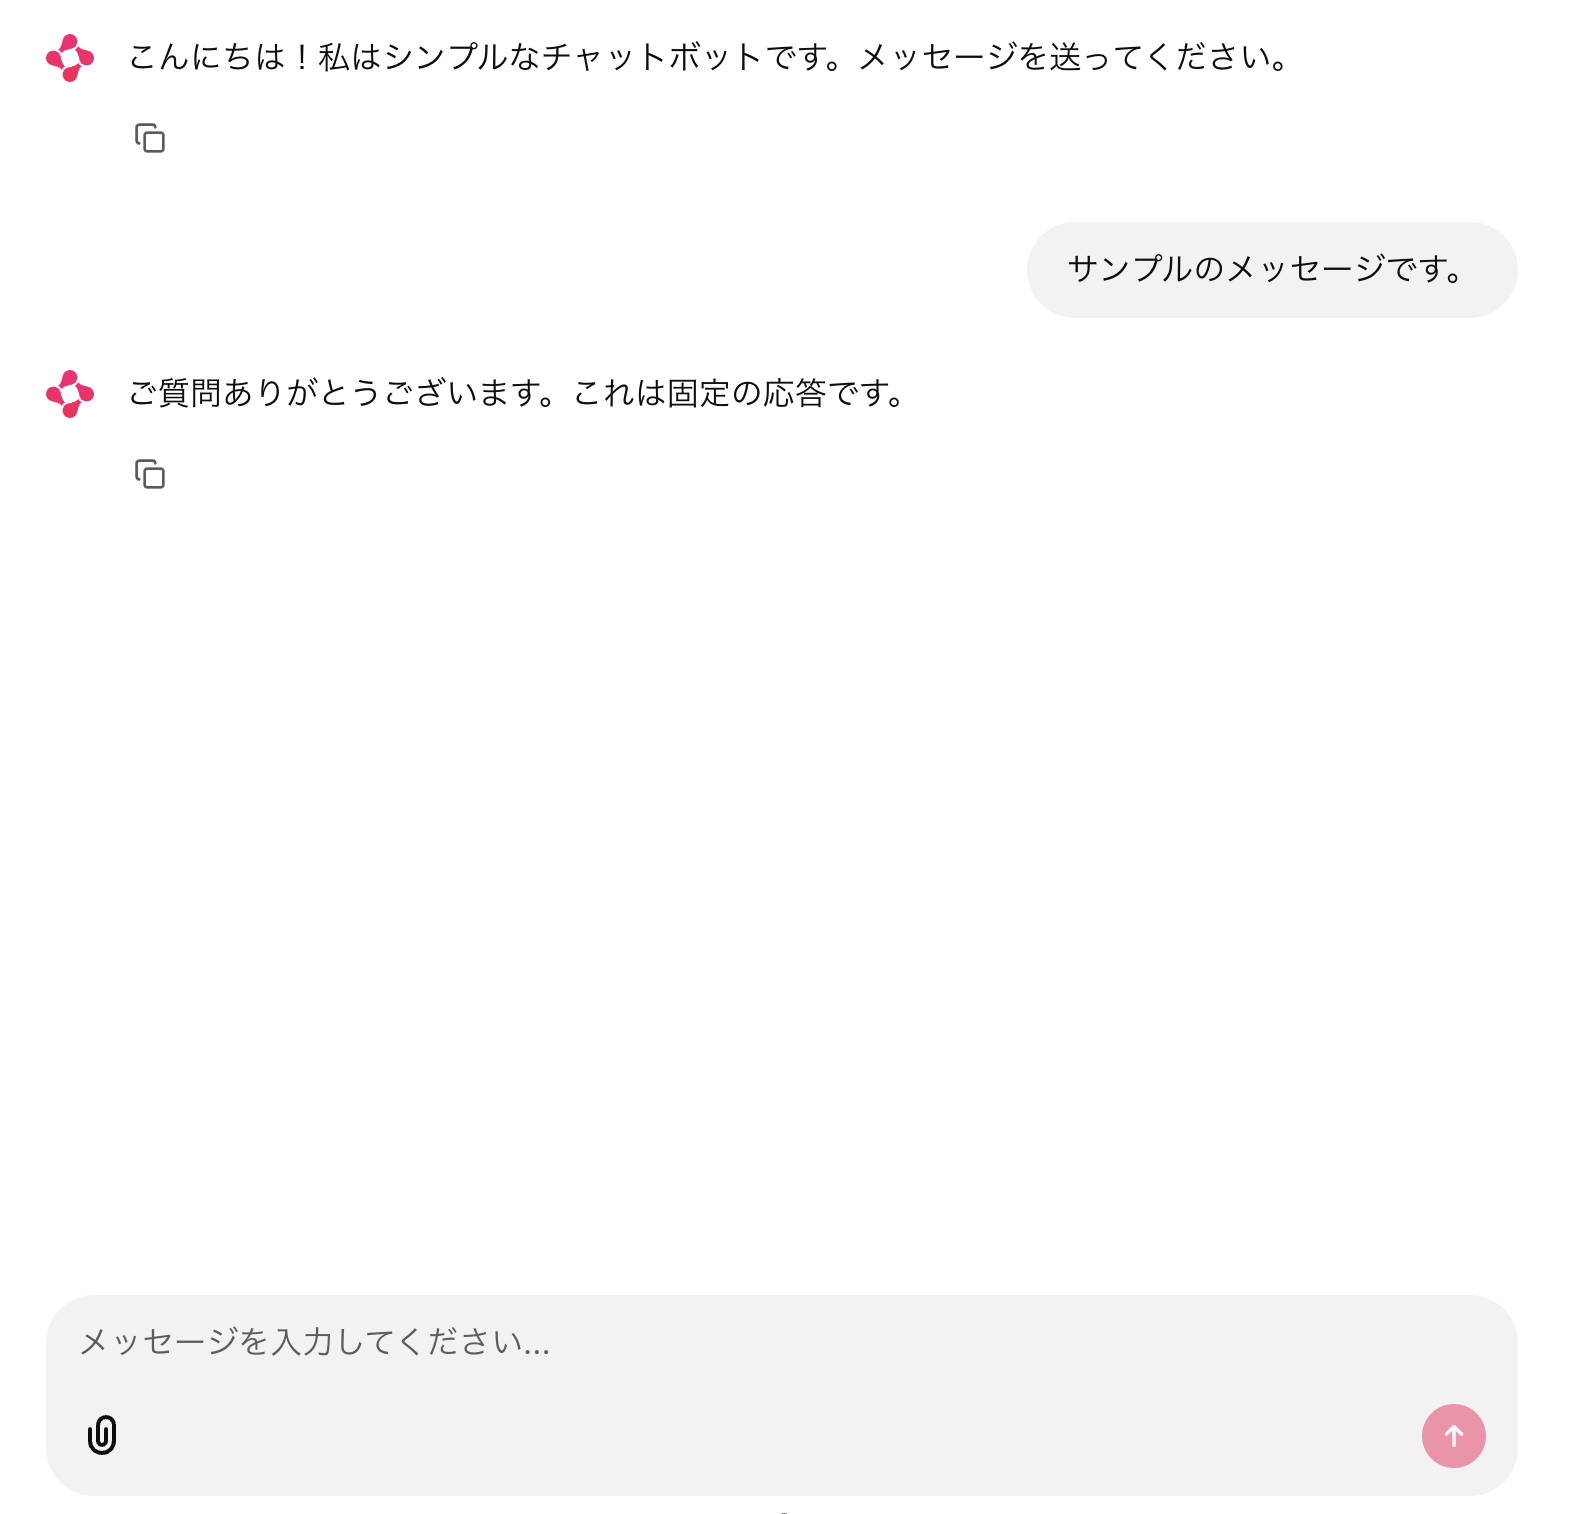 こんにちは！私はシンプルなチャットボットです。メッセージを送ってください。
サンプルのメッセージです。
ご質問ありがとうございます。これは固定の応答です。
メッセージを入力してください...